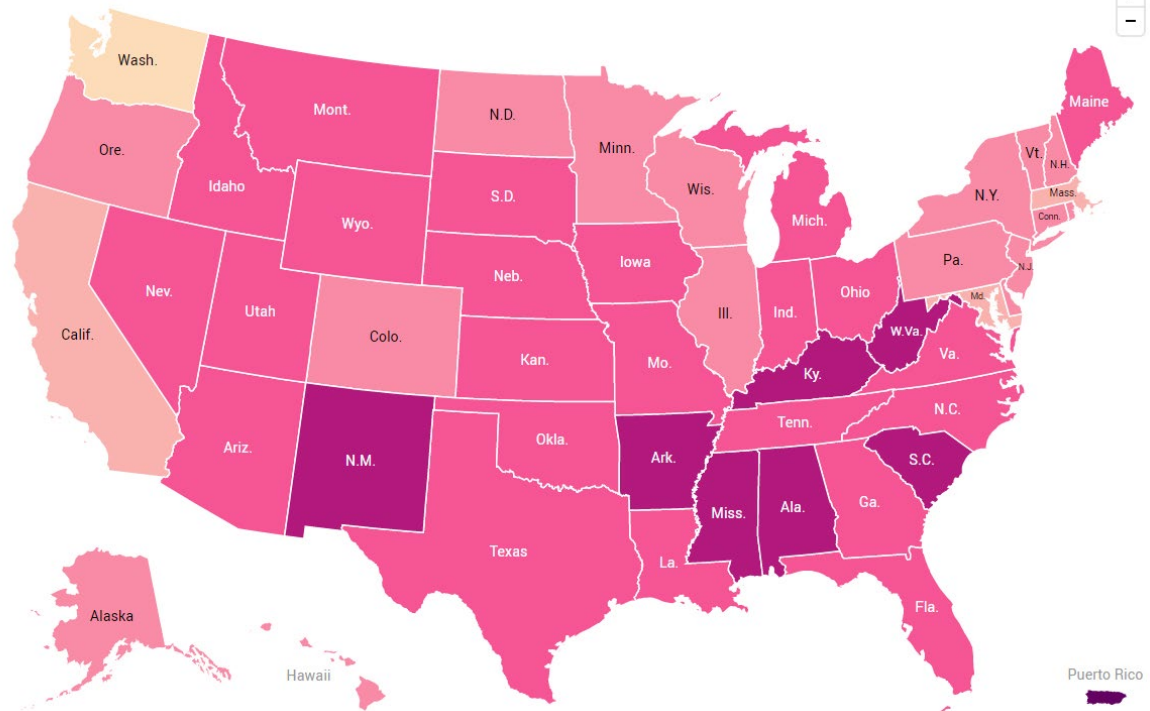 −
Wash.
Mont.
N.D.
Minn.
Maine
Ore.
Idaho
Wyo.
S.D.
Wis.
Mich.
N.Y.
Vt.
N.H.
Mass.
Conn.
Nev.
Utah
Colo.
Neb.
Iowa
Ill.
Ind.
Ohio
Pa.
N.J.
Md.
Calif.
Kan.
Mo.
Ky.
W.Va.
Va.
Ariz.
N.M.
Okla.
Ark.
Tenn.
N.C.
S.C.
Texas
La.
Miss.
Ala.
Ga.
Fla.
Alaska
Hawaii
Puerto Rico